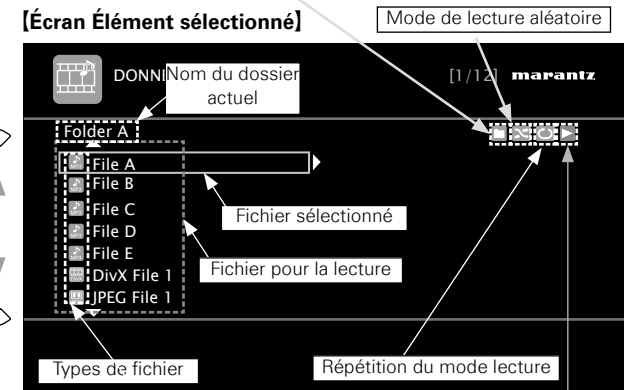 【Écran Élément sélectionné】
Mode de lecture aléatoire
Nom du dossier
actuel
[1/12] marantz
Folder A
File A
File B
Fichier sélectionné
File C
File D
File E
Fichier pour la lecture
DivX File 1
JPEG File 1
Types de fichier
Répétition du mode lecture